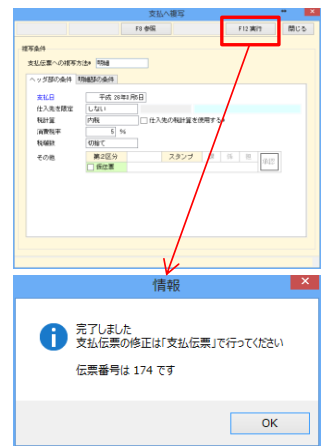 支払へ複写
F8 参照 F12 実行 閉じる
複写条件
支払伝票への複写方法* 明細
ヘッダ部の条件 明細部の条件
支払日 平成 26年2月5日
仕入先を限定 しない
税計算 内税 仕入先の税計算を使用する
消費税率 5 %
税端数 切捨て
その他 第2区分 スタンプ 承認
仮伝票
情報
完了しました
支払伝票の修正は「支払伝票」で行ってください
伝票番号は 174 です
OK